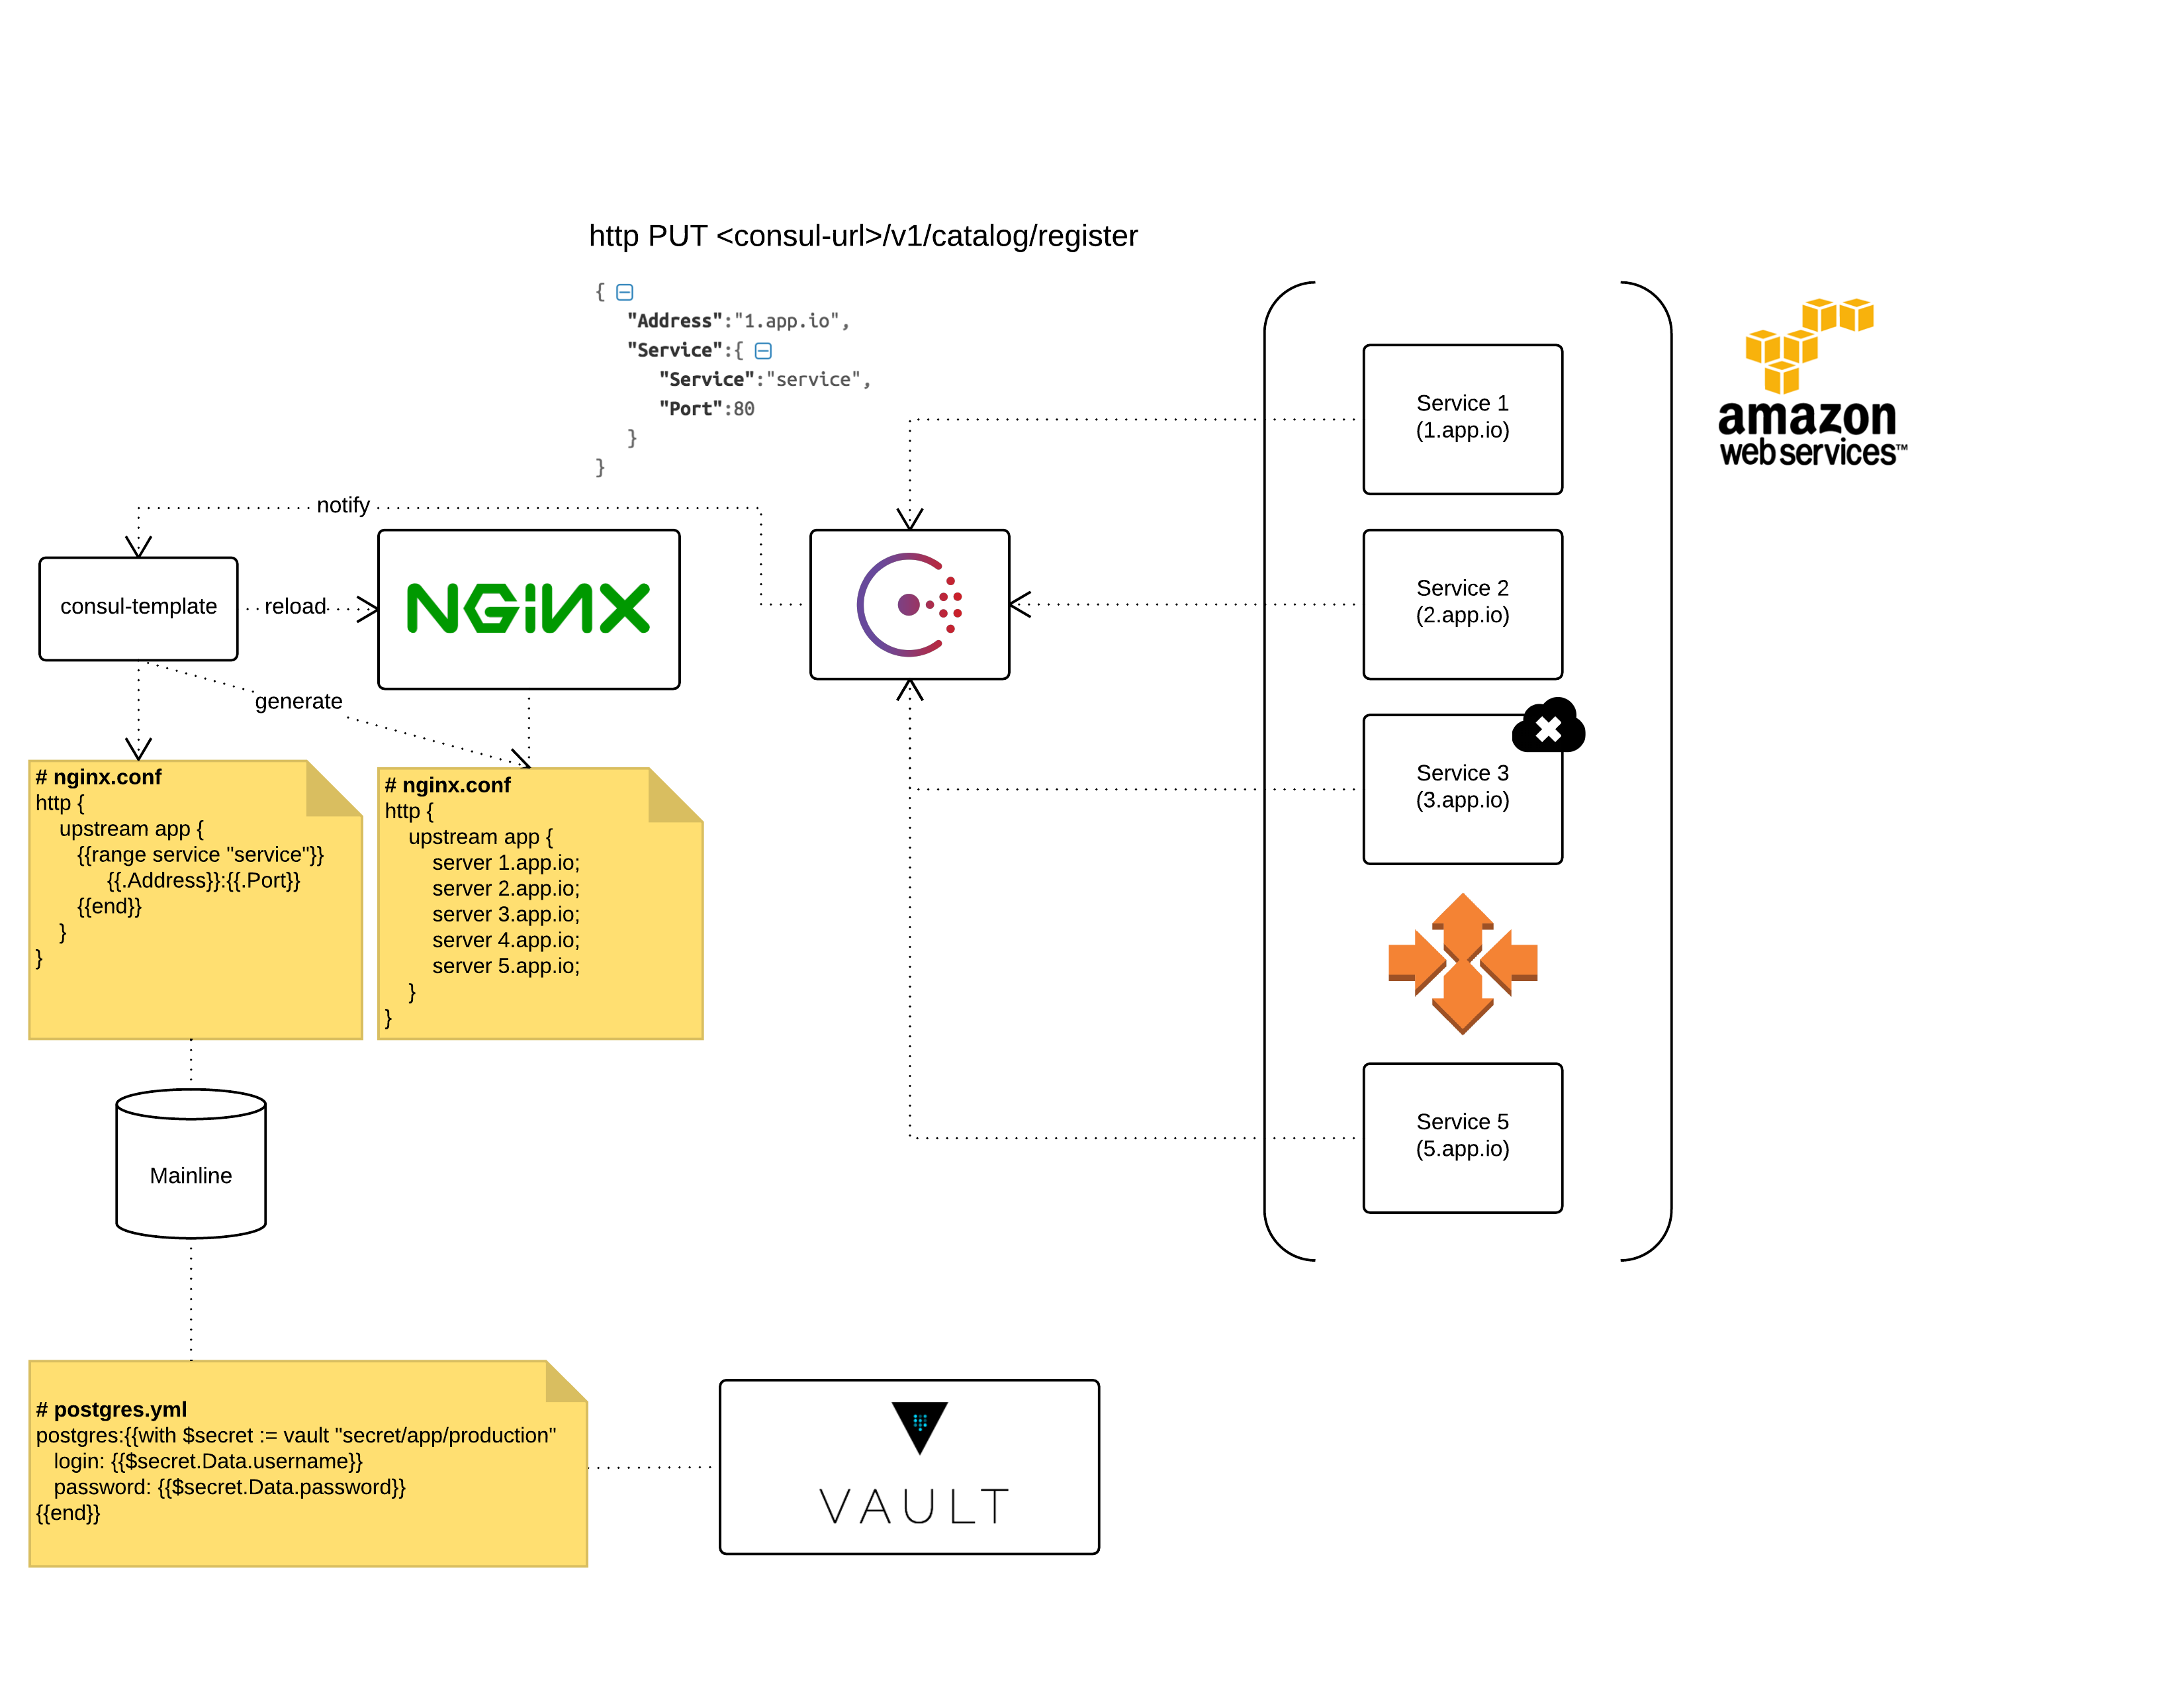 http PUT <consul-url>/v1/catalog/register
{
"Address":"1.app.io",
"Service":{
"Service":"service",
"Port":80
}
}
amazon
web services™
Service 1
(1.app.io)
notify
consul-template
reload
NGiNX
Service 2
(2.app.io)
generate
Service 3
(3.app.io)
# nginx.conf
http {
upstream app {
{{range service "service"}}
{{.Address}}:{{.Port}}
{{end}}
}
}
# nginx.conf
http {
upstream app {
server 1.app.io;
server 2.app.io;
server 3.app.io;
server 4.app.io;
server 5.app.io;
}
}
Service 5
(5.app.io)
Mainline
# postgres.yml
postgres:{{with $secret := vault "secret/app/production"
login: {{$secret.Data.username}}
password: {{$secret.Data.password}}
{{end}}
VAULT